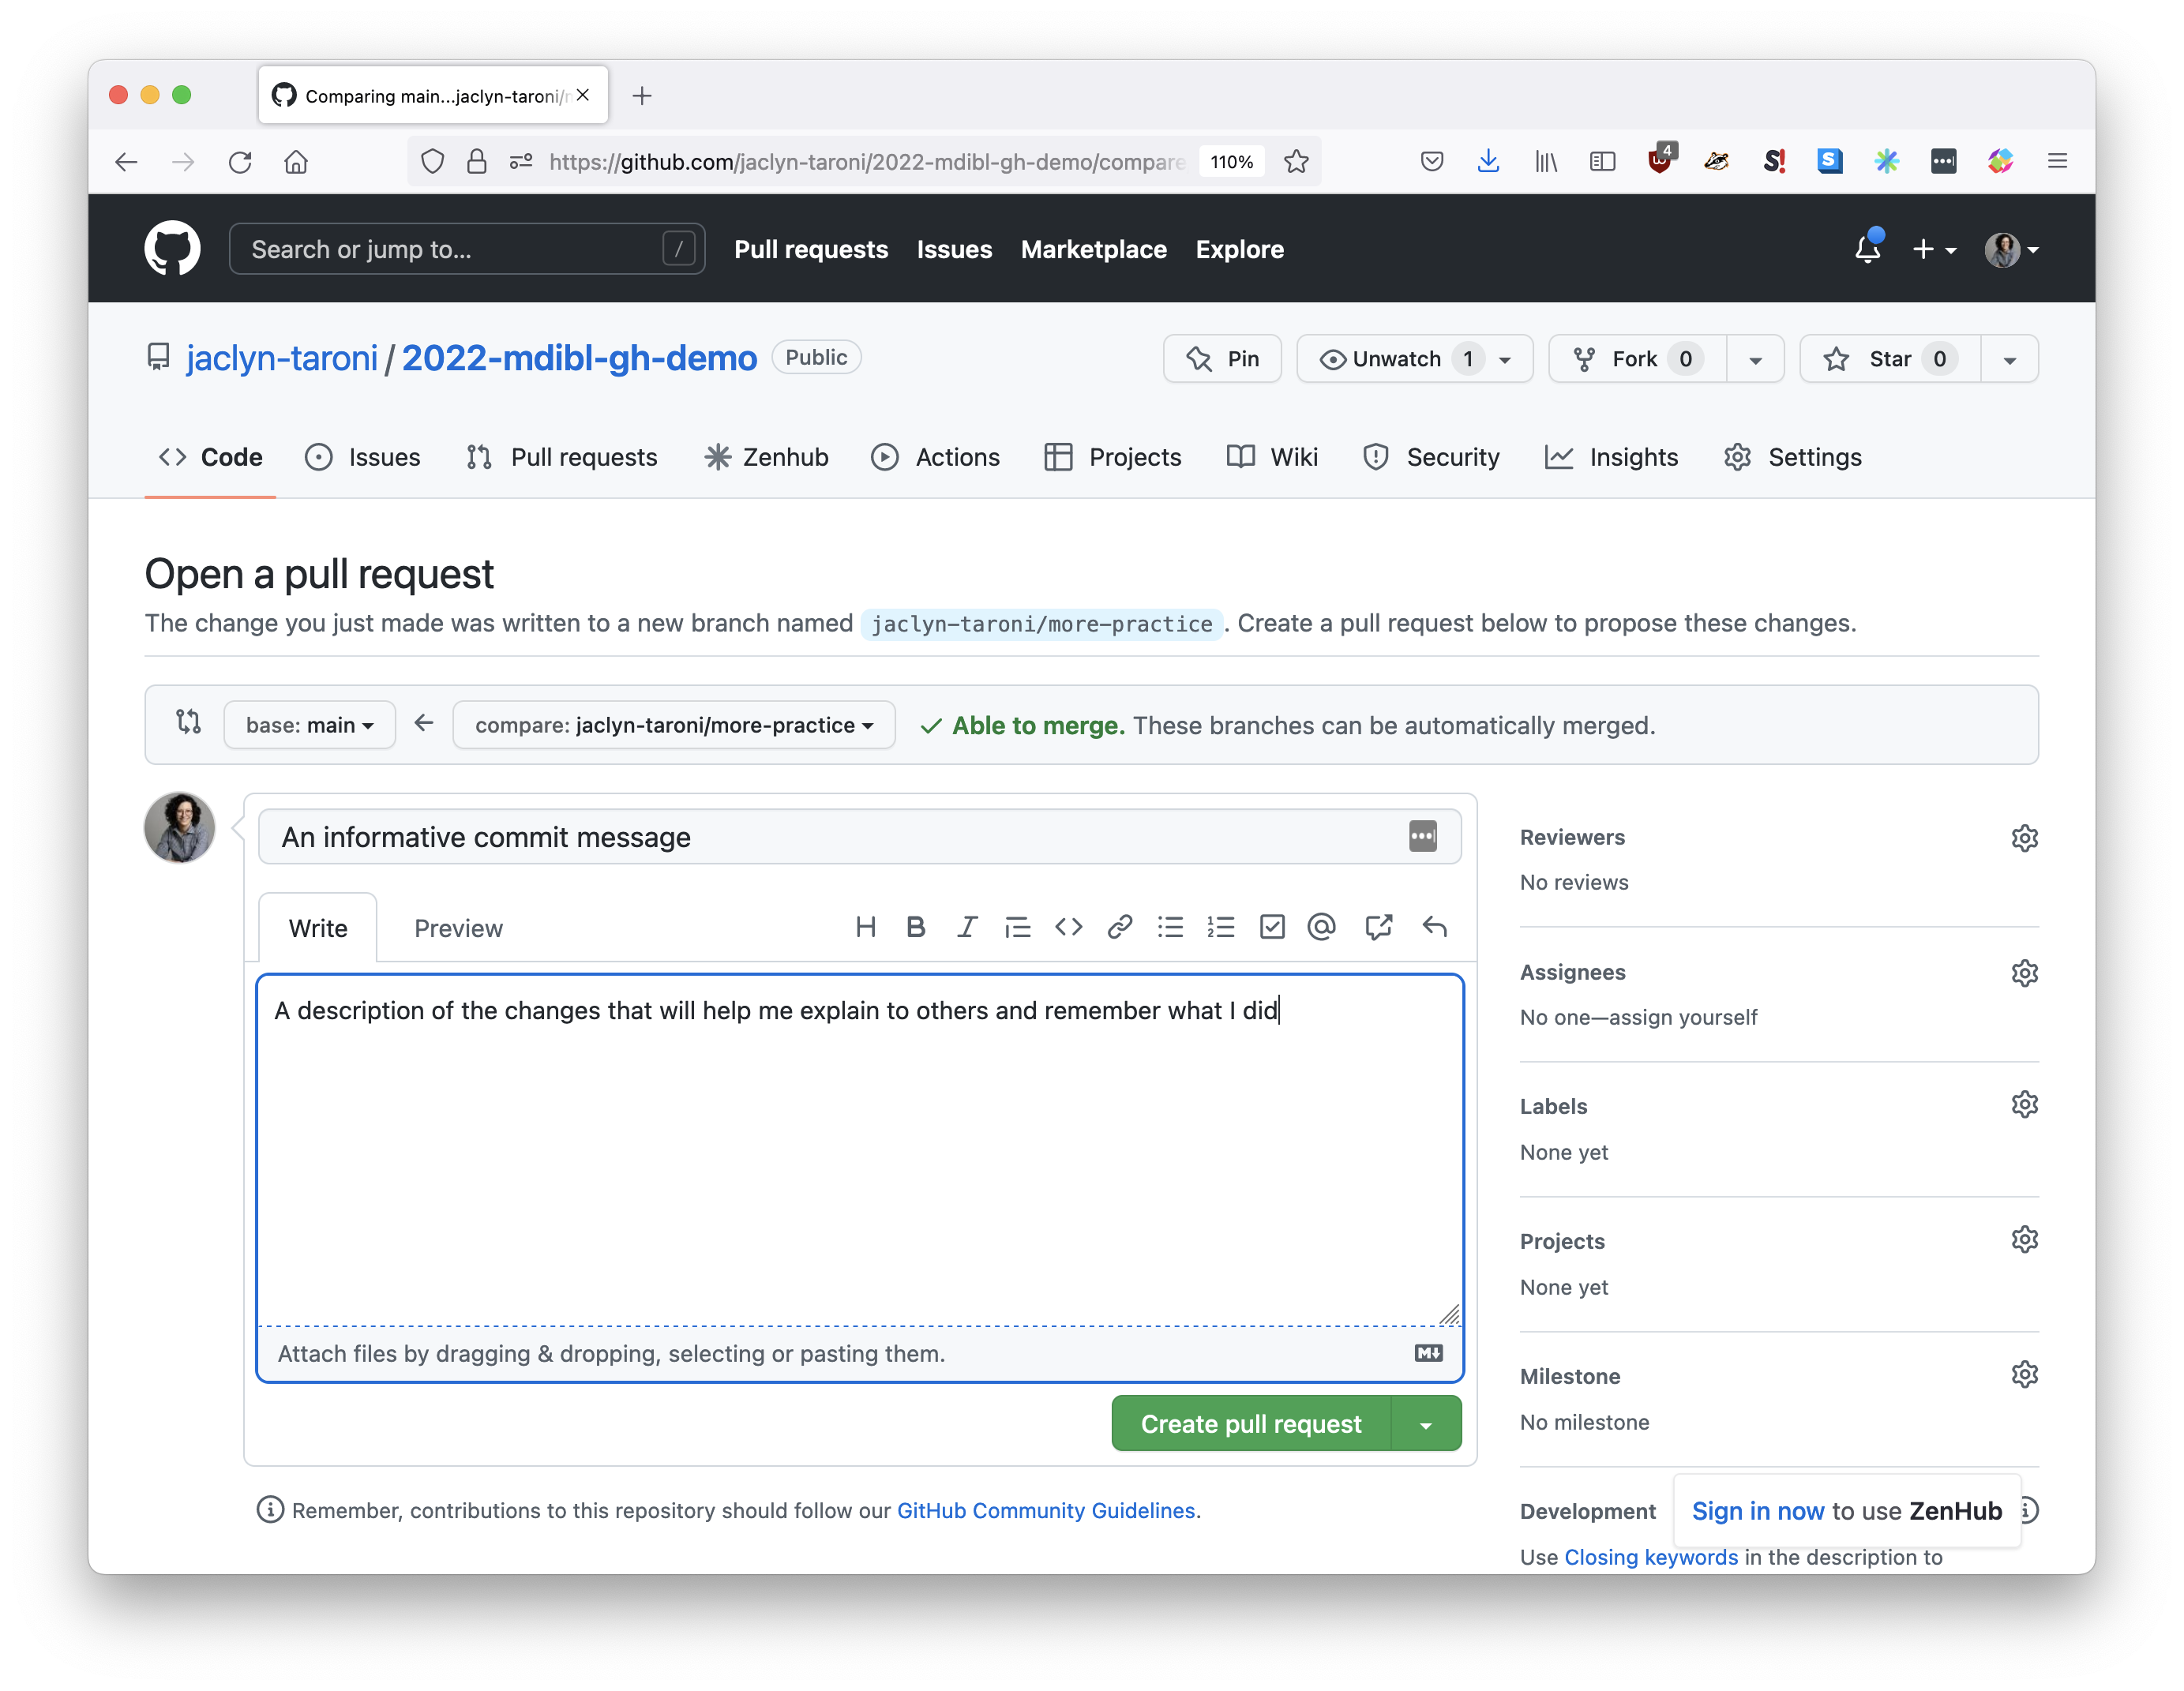 Comparing main...jaclyn-taroni/
https://github.com/jaclyn-taroni/2022-mdibl-gh-demo/compare 110% 4
Search or jump to... / Pull requests Issues Marketplace Explore
jaclyn-taroni / 2022-mdibl-gh-demo Public Pin Unwatch 1 Fork 0 Star 0
Code Issues Pull requests Zenhub Actions Projects Wiki Security Insights Settings
Open a pull request
The change you just made was written to a new branch named jaclyn-taroni/more-practice. Create a pull request below to propose these changes.
base: main compare: jaclyn-taroni/more-practice Able to merge. These branches can be automatically merged.
An informative commit message
Write Preview H B I
A description of the changes that will help me explain to others and remember what I did
Attach files by dragging & dropping, selecting or pasting them.
Create pull request
Remember, contributions to this repository should follow our GitHub Community Guidelines.
Reviewers
No reviews
Assignees
No one—assign yourself
Labels
None yet
Projects
None yet
Milestone
No milestone
Development
Sign in now to use ZenHub
Use Closing keywords in the description to